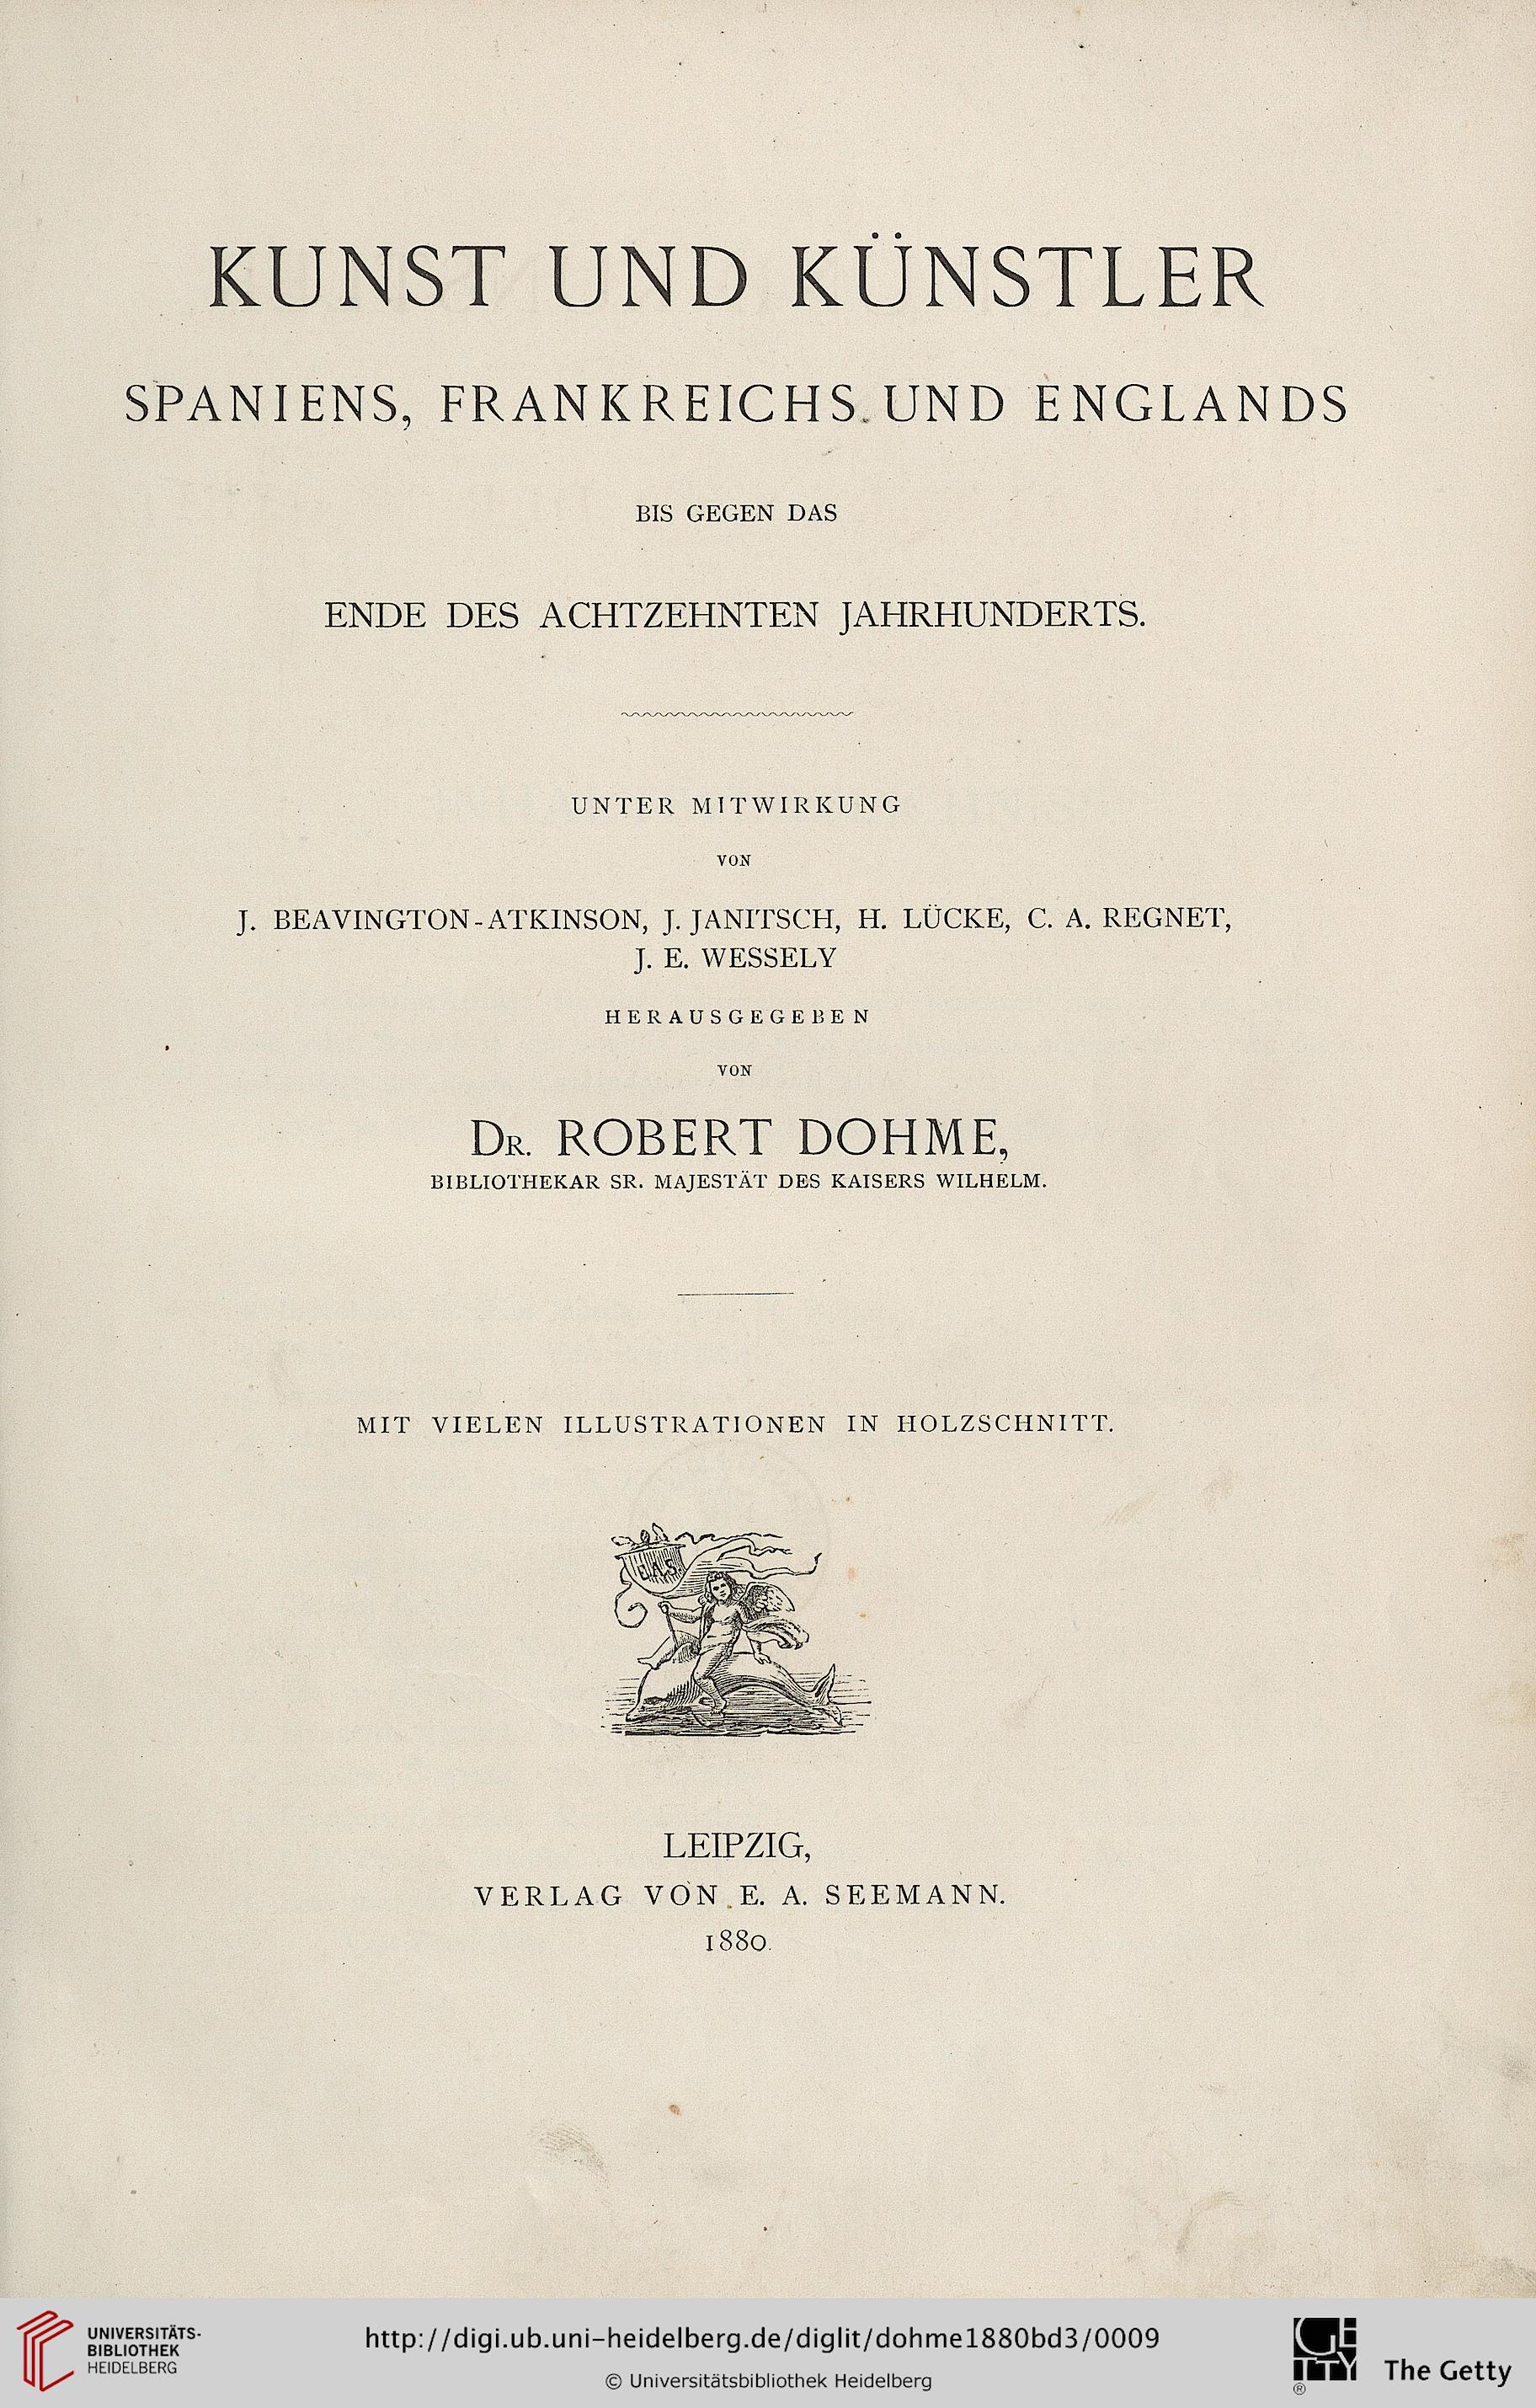 KUNST UND KÜNSTLER
SPANIENS, FRANKREICHS UND ENGLANDS
BIS GEGEN DAS
ENDE DES ACHTZEHNTEN JAHRHUNDERTS.
UNTER MITWIRKUNG
VON
J. BEAVINGTON-ATKINSON, J. JANITSCH, H. LÜCKE, C. A. REGNET,
J. E. WESSELY
HERAUSGEGEBEN
VON
DR. ROBERT DOHME,
BIBLIOTHEKAR SR. MAJESTÄT DES KAISERS WILHELM.
MIT VIELEN ILLUSTRATIONEN IN HOLZSCHNITT.
E.A.S.
LEIPZIG,
VERLAG VON E. A. SEEMANN.
1880.
UNIVERSITÄTS-
BIBLIOTHEK
HEIDELBERG
http://digi.ub.uni-heidelberg.de/diglit/dohme1880bd3/0009
© Universitätsbibliothek Heidelberg
GETTY
®
The Getty